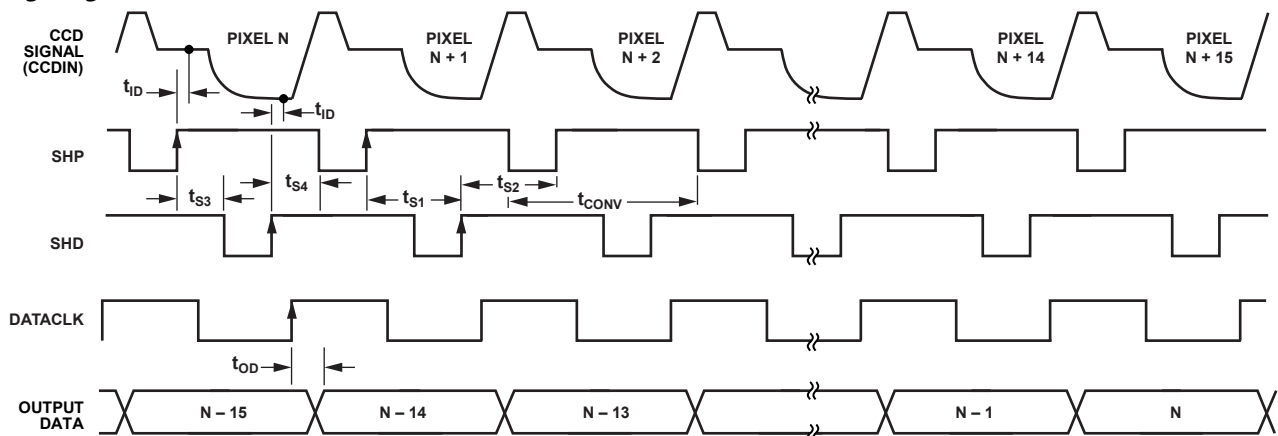 CCD
SIGNAL
(CCDIN)
PIXEL N
PIXEL
N + 1
PIXEL
N + 2
PIXEL
N + 14
PIXEL
N + 15
tID
tID
SHP
tS3
tS4
tS1
tS2
tCONV
SHD
DATACLK
tOD
OUTPUT
DATA
N – 15
N – 14
N – 13
N – 1
N